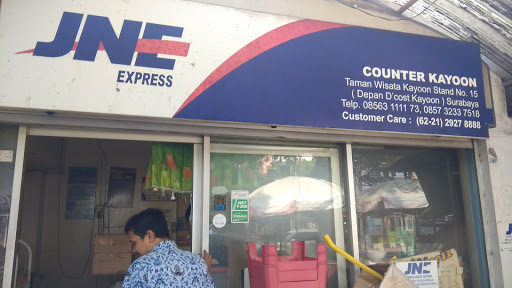 JNE
EXPRESS
COUNTER KAYOON
Taman Wisata Kayoon Stand No. 15
( Depan D'cost Kayoon ) Surabaya
Telp. 08563 1111 73, 0857 3233 7518
Customer Care : (62-21) 2927 8888
JNE
JNE